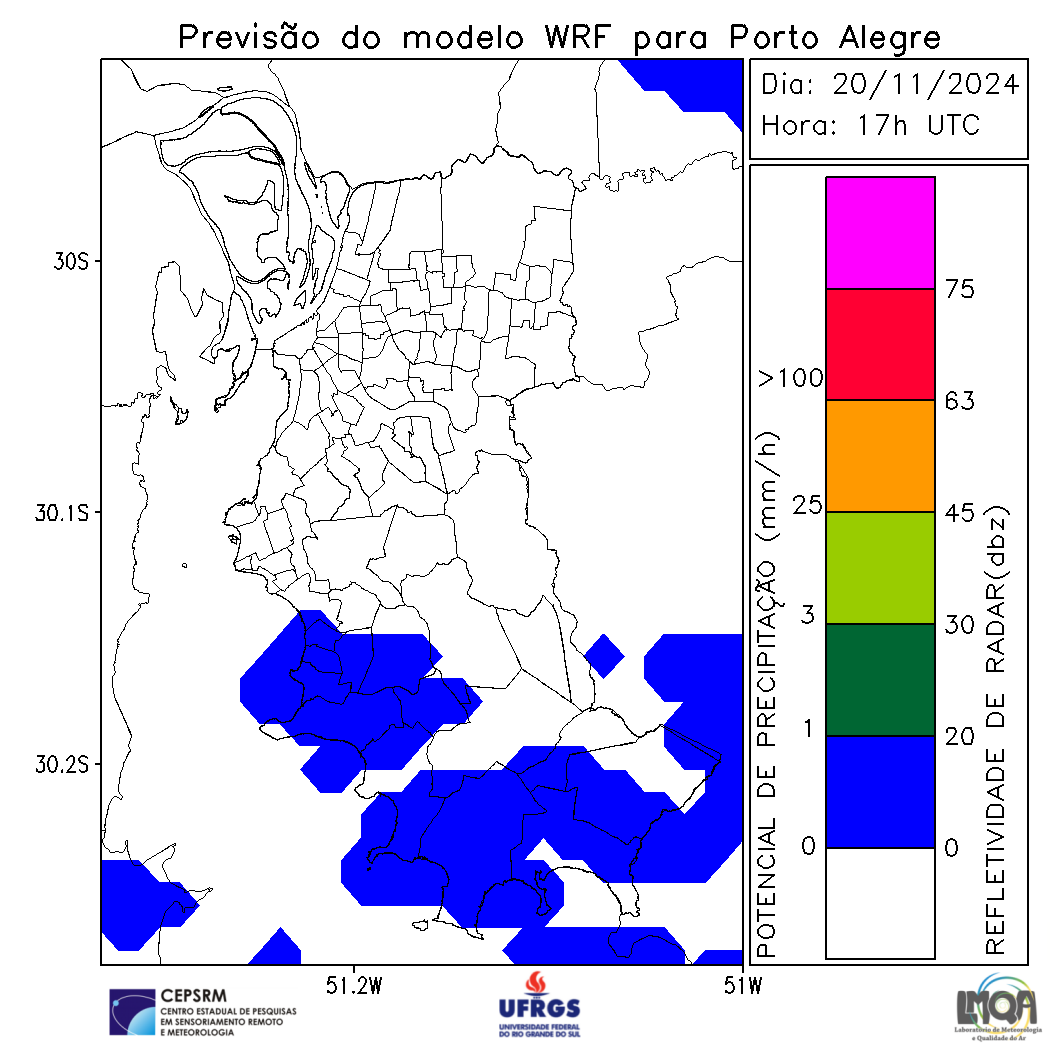 Previsão do modelo WRF para Porto Alegre
Dia: 20/11/2024
Hora: 17h UTC
30S
30.1S
30.2S
51.2W
51W
POTENCIAL DE PRECIPITAÇÃO (mm/h)
>100
25
3
1
0
75
63
45
30
20
0
REFLETIVIDADE DE RADAR(dbz)
CEPSRM
CENTRO ESTADUAL DE PESQUISAS
EM SENSORIAMENTO REMOTO
E METEOROLOGIA
UFRGS
UNIVERSIDADE FEDERAL
DO RIO GRANDE DO SUL
LMQA
Laboratório de Meteorologia
e Qualidade do Ar